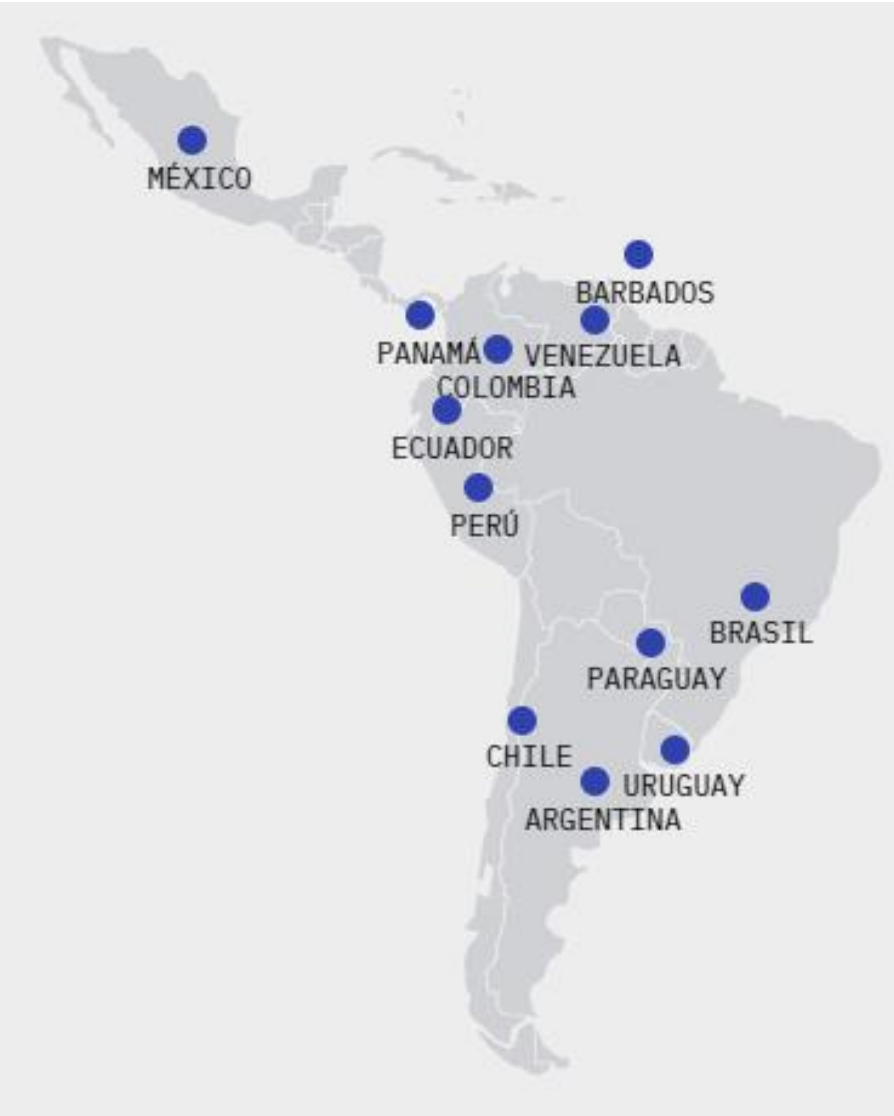 MÉXICO
BARBADOS
PANAMÁ
VENEZUELA
COLOMBIA
ECUADOR
PERÚ
BRASIL
PARAGUAY
CHILE
URUGUAY
ARGENTINA